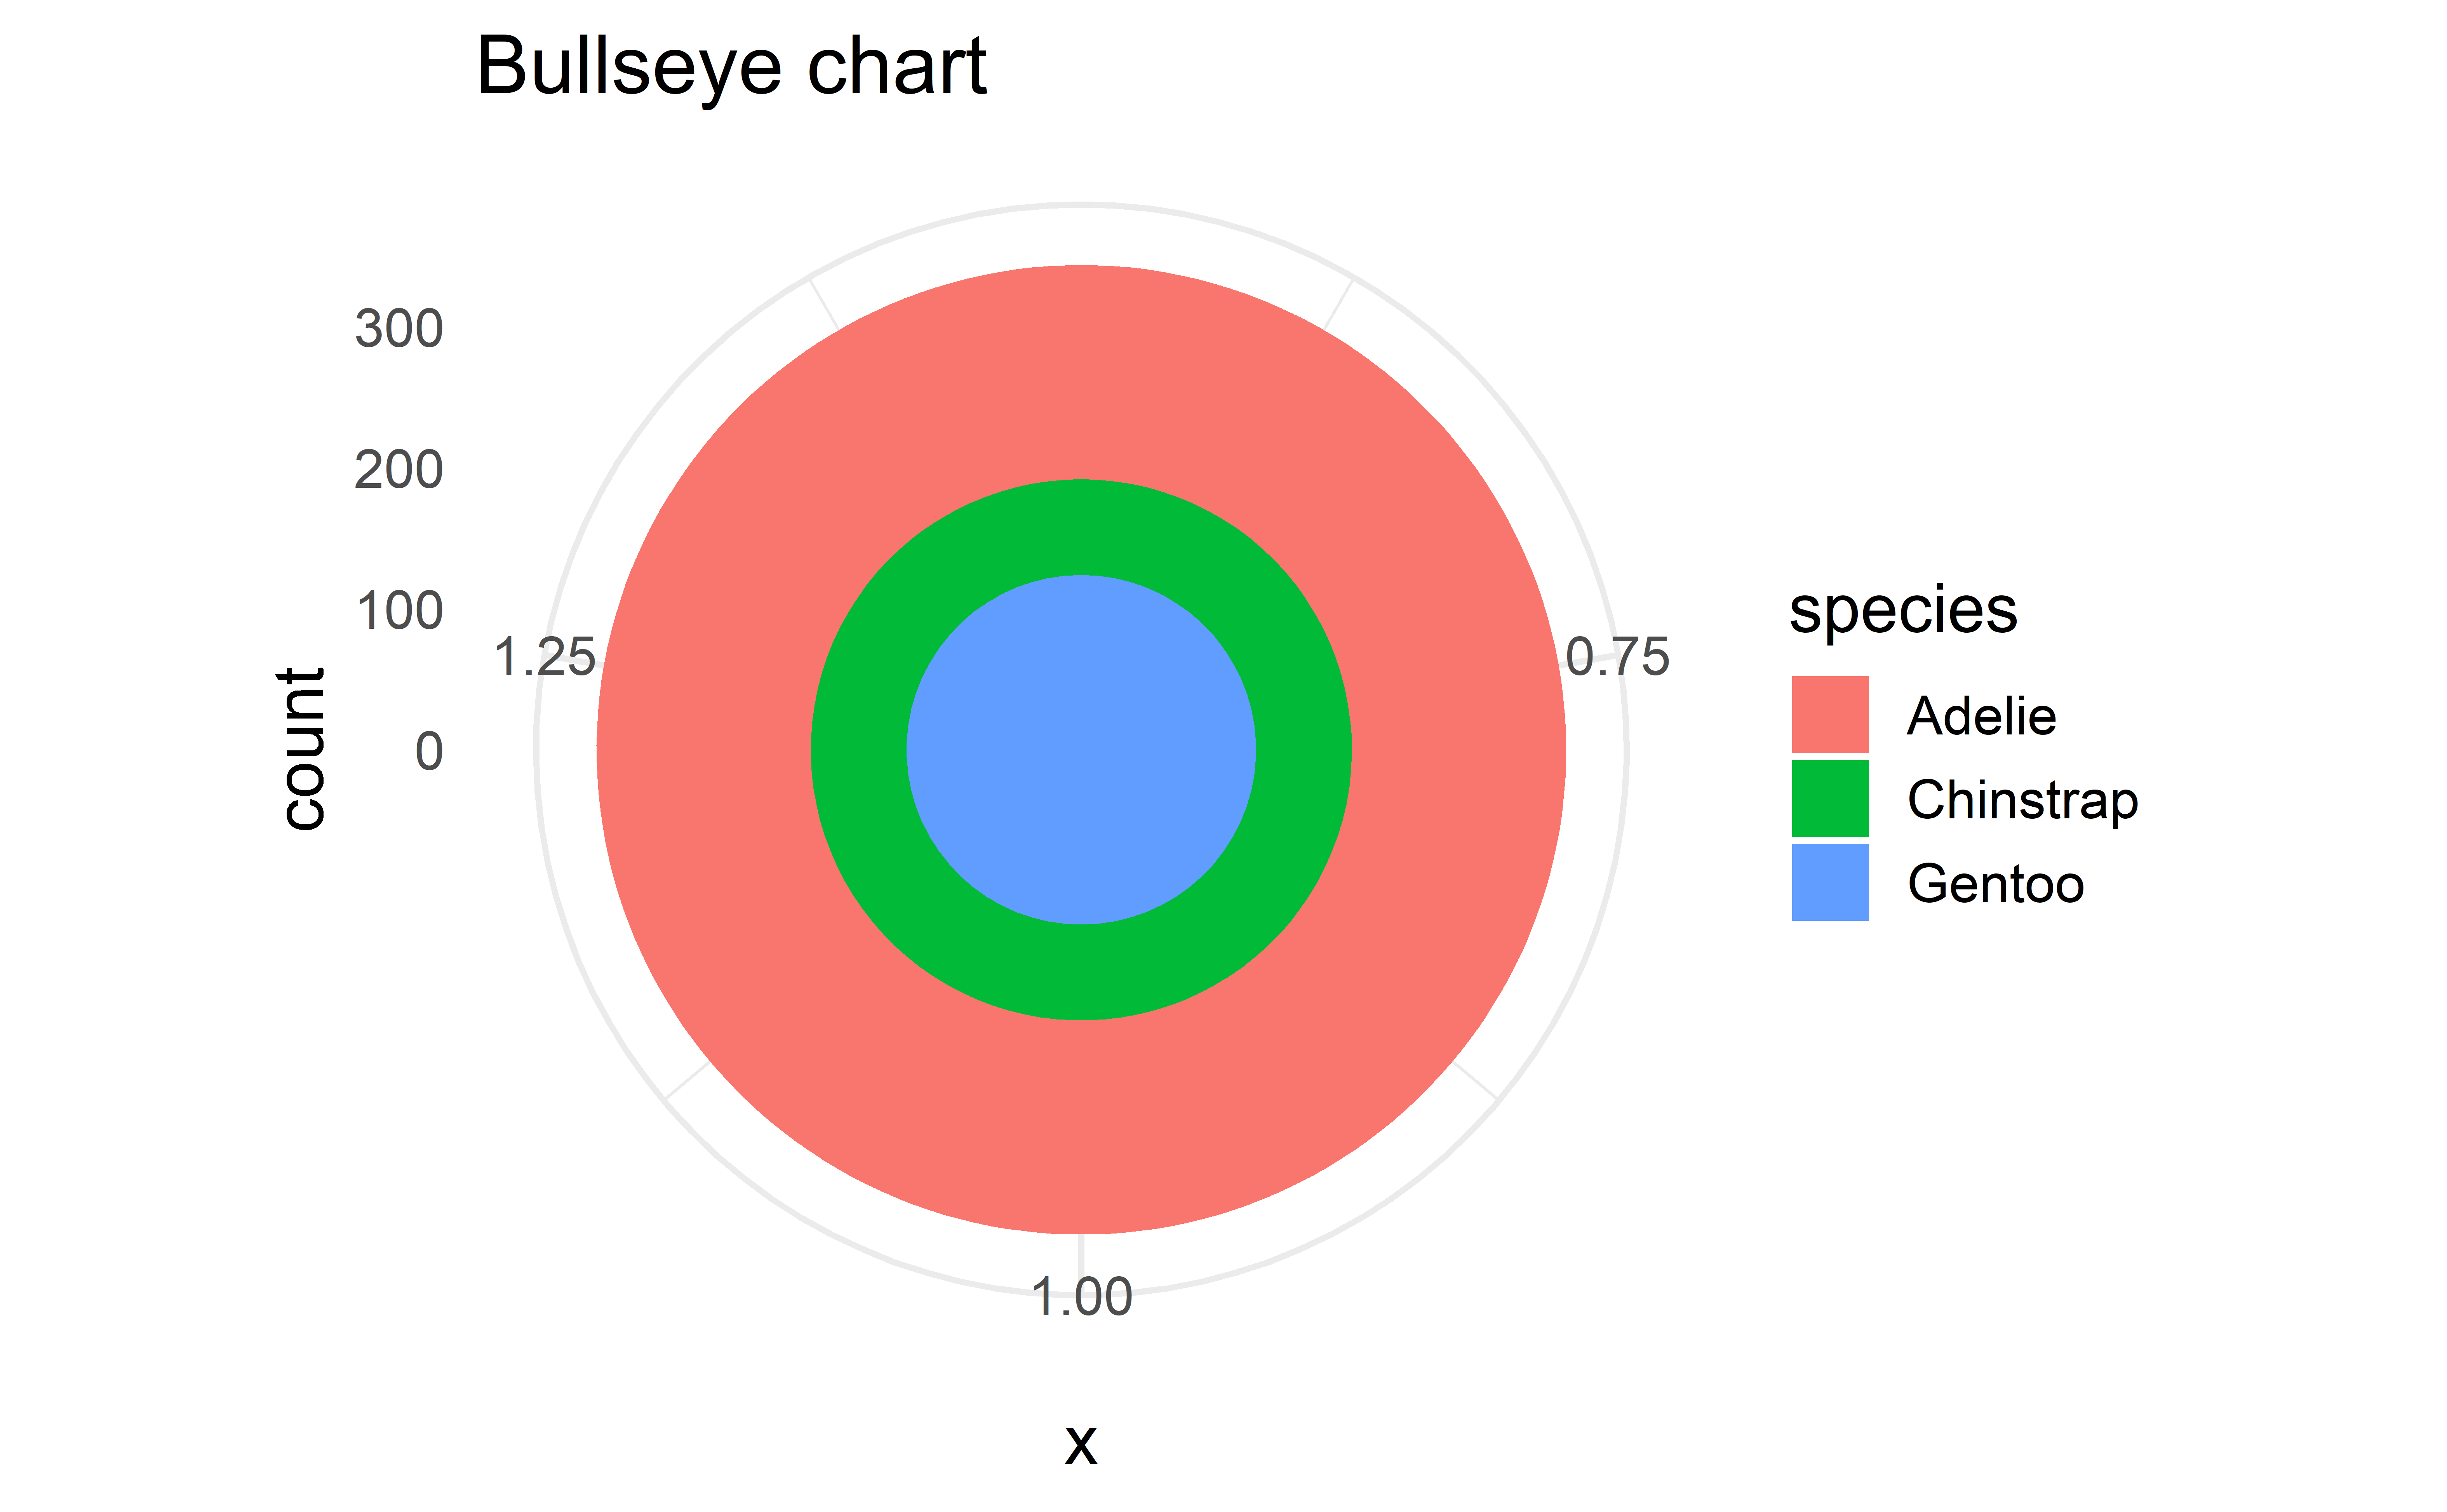 Bullseye chart
300
200
100
0
count
1.25
0.75
1.00
x
species
Adelie
Chinstrap
Gentoo